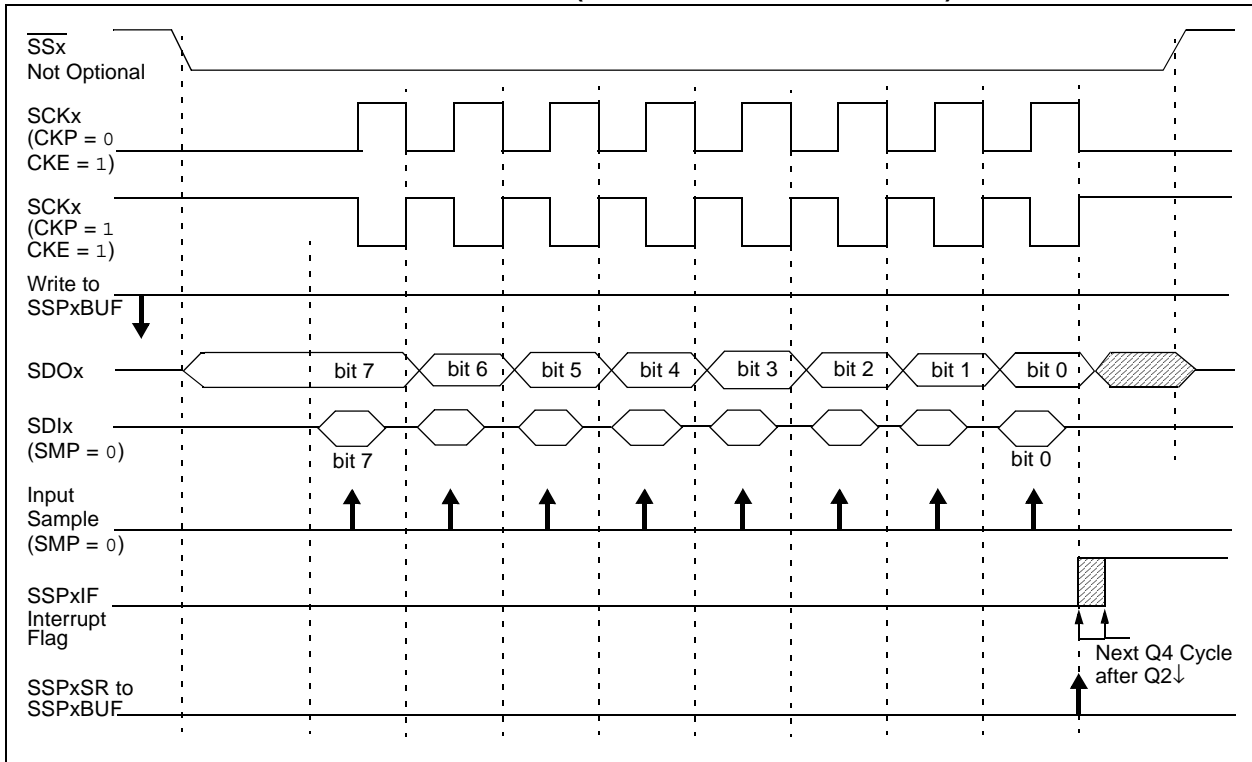 SSx
Not Optional
SCKx
(CKP = 0
CKE = 1)
SCKx
(CKP = 1
CKE = 1)
Write to
SSPxBUF
SDOx
bit 7
bit 6
bit 5
bit 4
bit 3
bit 2
bit 1
bit 0
SDIx
(SMP = 0)
bit 7
bit 0
Input
Sample
(SMP = 0)
SSPxIF
Interrupt
Flag
Next Q4 Cycle
after Q2↓
SSPxSR to
SSPxBUF